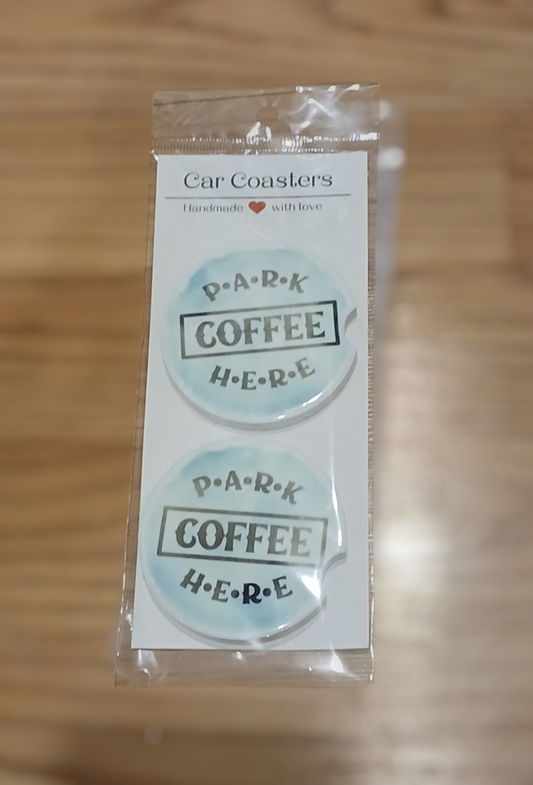 Car Coasters
Handmade ❤ with love
P•A•R•K
COFFEE
H•E•R•E
P•A•R•K
COFFEE
H•E•R•E